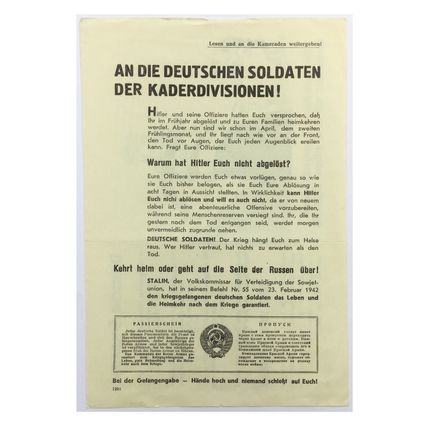 Lesen und an die Kameraden weitergeben!
AN DIE DEUTSCHEN SOLDATEN
DER KADERDIVISIONEN!
Hitler und seine Offiziere hatten Euch versprochen, daß
Ihr im Frühjahr abgelöst und zu Euren Familien heimkehren
werdet. Aber nun sind wir schon im April, dem zweiten
Frühlingsmonat, und Ihr liegt nach wie vor an der Front,
den Tod vor Augen, der Euch jeden Augenblick ereilen
kann. Fragt Eure Offiziere:
Warum hat Hitler Euch nicht abgelöst?
Eure Offiziere werden Euch etwas vorlügen, genau so wie
sie Euch bisher belogen, als sie Euch Eure Ablösung in
acht Tagen in Aussicht stellten. In Wirklichkeit kann Hitler
Euch nicht ablösen und will es auch nicht, da er von neuem
dabei ist, eine abenteuerliche Offensive vorzubereiten,
während seine Menschenreserven versiegt sind. Ihr, die Ihr
gestern noch dem Tod entgangen seid, werdet morgen
unvermeidlich zugrunde gehen.
DEUTSCHE SOLDATEN! Der Krieg hängt Euch zum Halse
raus. Wer Hitler vertraut, hat nichts zu erwarten als den
Tod.
Kehrt heim oder geht auf die Seite der Russen über!
STALIN, der Volkskommissar für Verteidigung der Sowjet-
union, hat in seinem Befehl Nr. 55 vom 23. Februar 1942
den kriegsgefangenen deutschen Soldaten das Leben und
die Heimkehr nach dem Kriege garantiert.
PASSIERSCHEIN
ПРОПУСК
Bei der Gefangengabe — Hände hoch und niemand schießt auf Euch!